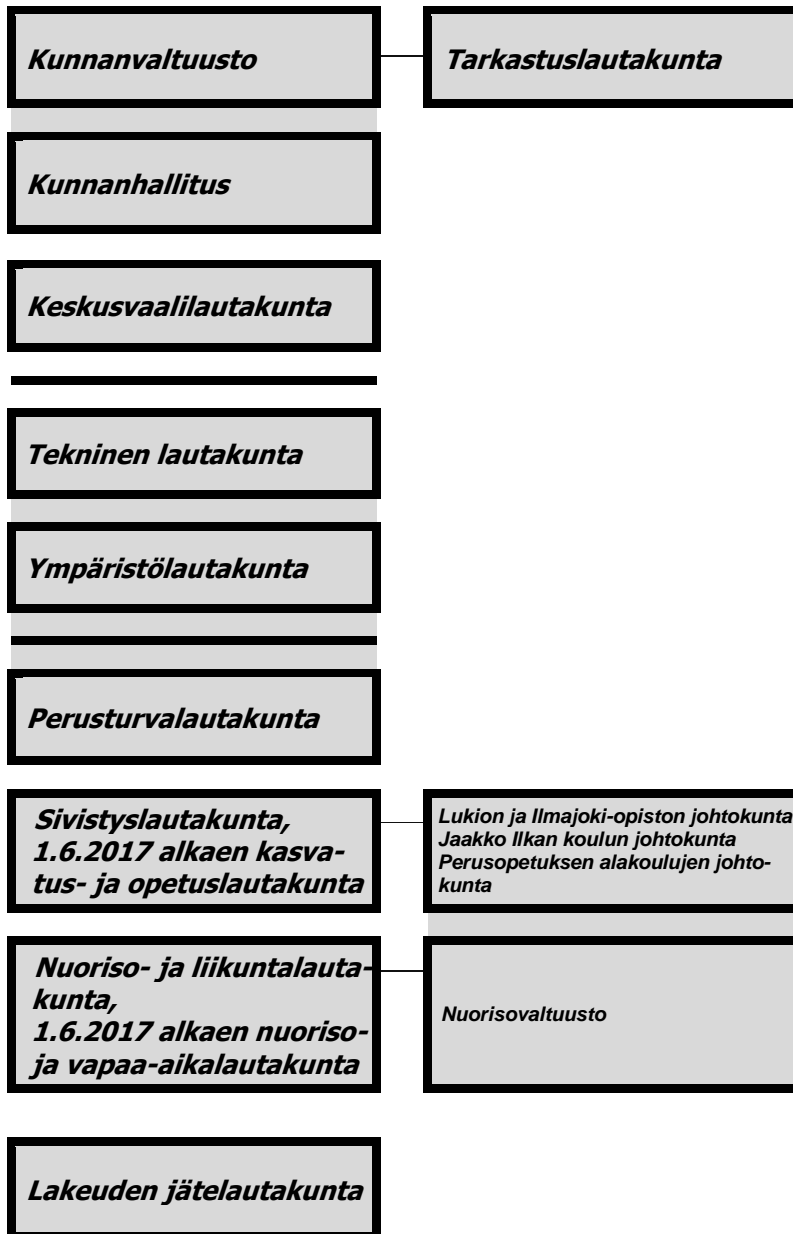 Kunnanvaltuusto
Tarkastuslautakunta
Kunnanhallitus
Keskusvaalilautakunta
Tekninen lautakunta
Ympäristölautakunta
Perusturvalautakunta
Sivistyslautakunta,
1.6.2017 alkaen kasva-
tus- ja opetuslautakunta
Lukion ja Ilmajoki-opiston johtokunta
Jaakko Ilkan koulun johtokunta
Perusopetuksen alakoulujen johto-
kunta
Nuoriso- ja liikuntalauta-
kunta,
1.6.2017 alkaen nuoriso-
ja vapaa-aikalautakunta
Nuorisovaltuusto
Lakeuden jätelautakunta